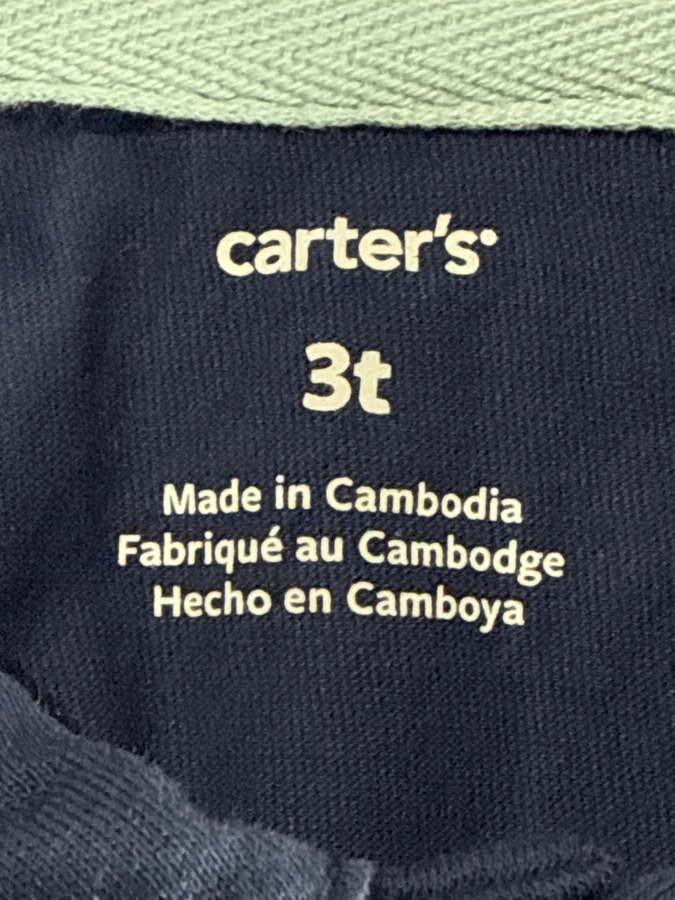 carter's
3t
Made in Cambodia
Fabriqué au Cambodge
Hecho en Camboya